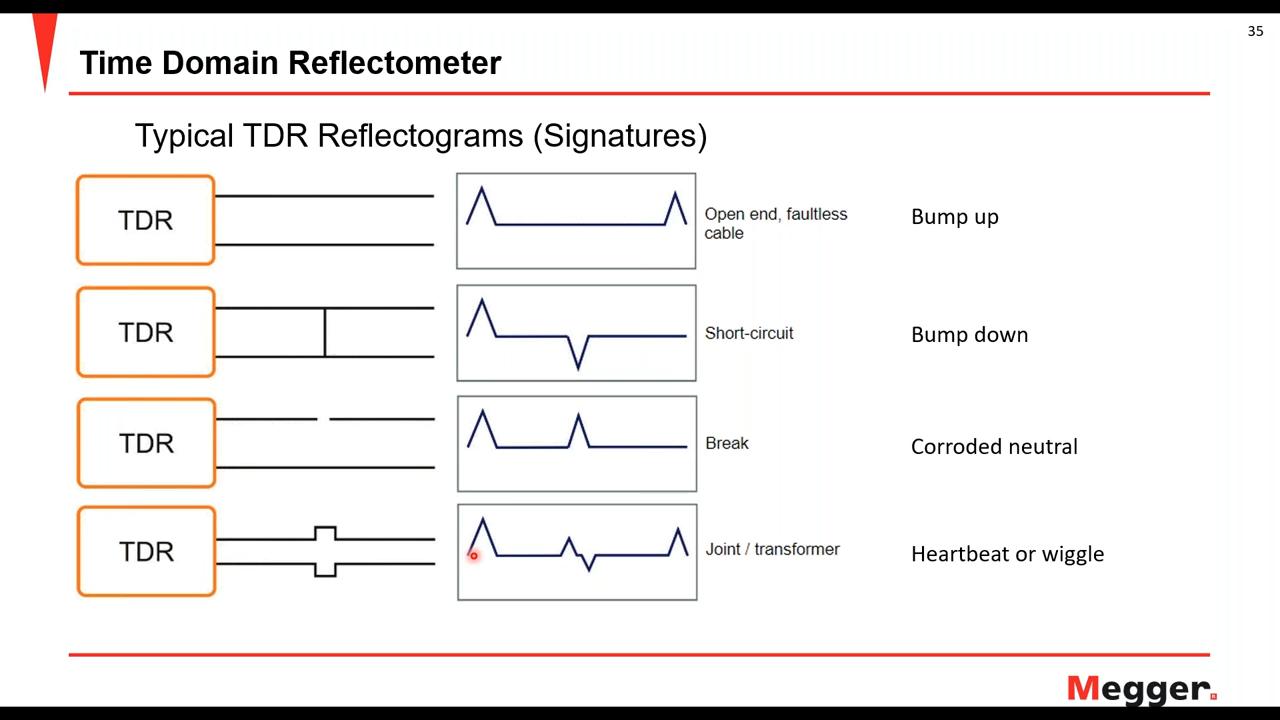 35
Time Domain Reflectometer
Typical TDR Reflectograms (Signatures)
TDR
Open end, faultless
cable
Bump up
TDR
Short-circuit
Bump down
TDR
Break
Corroded neutral
TDR
Joint / transformer
Heartbeat or wiggle
Megger.